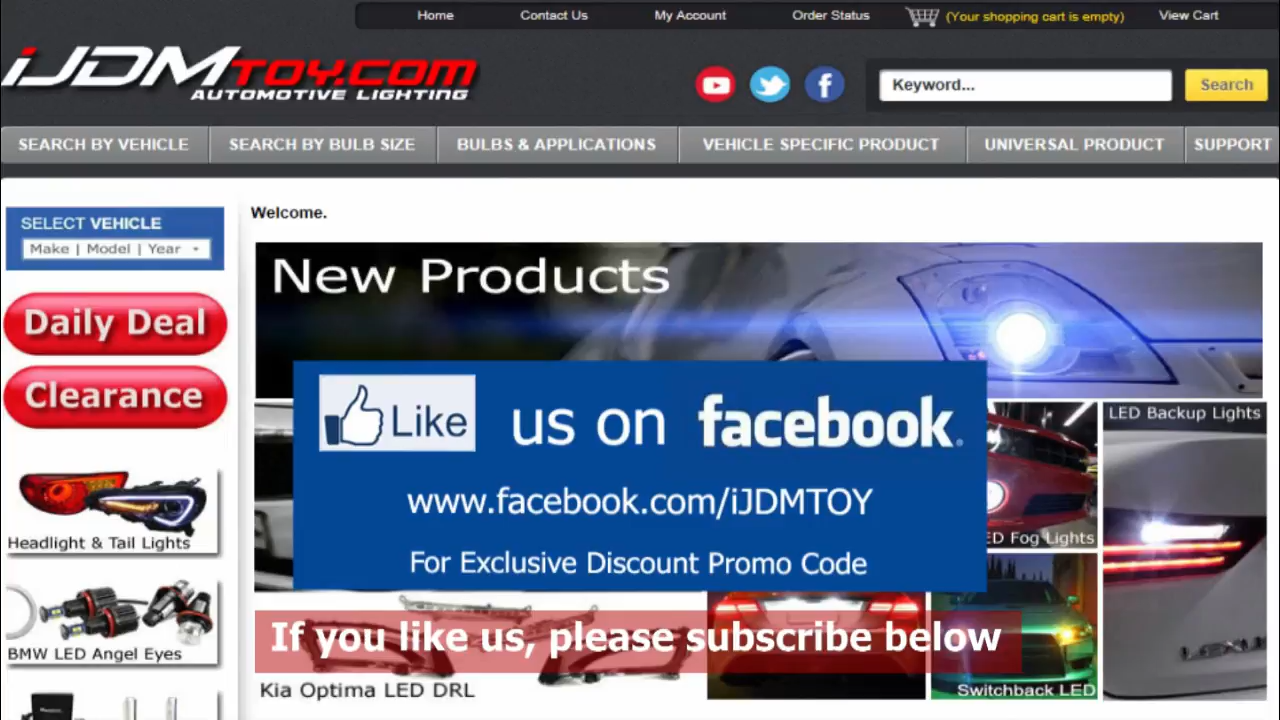 Home
Contact Us
My Account
Order Status
(Your shopping cart is empty)
View Cart
iJDMTOY.COM
AUTOMOTIVE LIGHTING
Keyword...
Search
SEARCH BY VEHICLE
SEARCH BY BULB SIZE
BULBS & APPLICATIONS
VEHICLE SPECIFIC PRODUCT
UNIVERSAL PRODUCT
SUPPORT
SELECT VEHICLE
Make | Model | Year
Welcome.
New Products
Daily Deal
Clearance
Like us on facebook.
www.facebook.com/iJDMTOY
For Exclusive Discount Promo Code
LED Backup Lights
ED Fog Lights
Headlight & Tail Lights
If you like us, please subscribe below
BMW LED Angel Eyes
Kia Optima LED DRL
Switchback LED